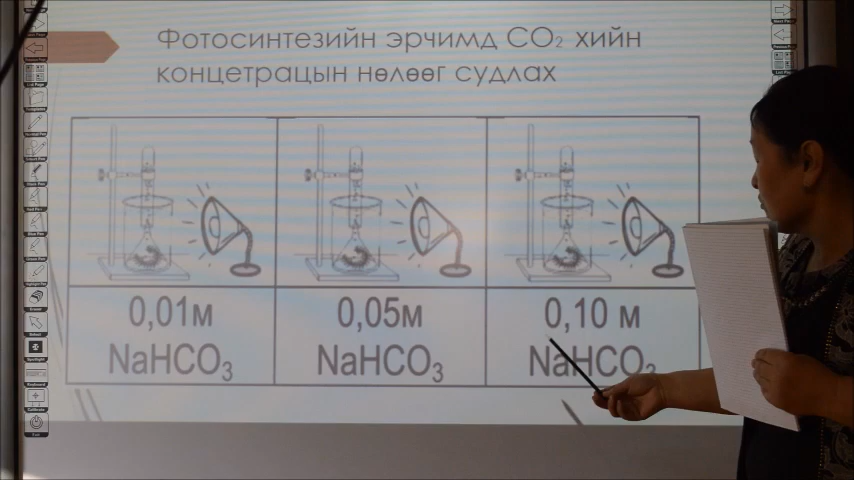 Фотосинтезийн эрчимд CO₂ хийн
концетрацын нөлөөг судлах
0,01м
NaHCO₃
0,05м
NaHCO₃
0,10 м
NaHCO₃